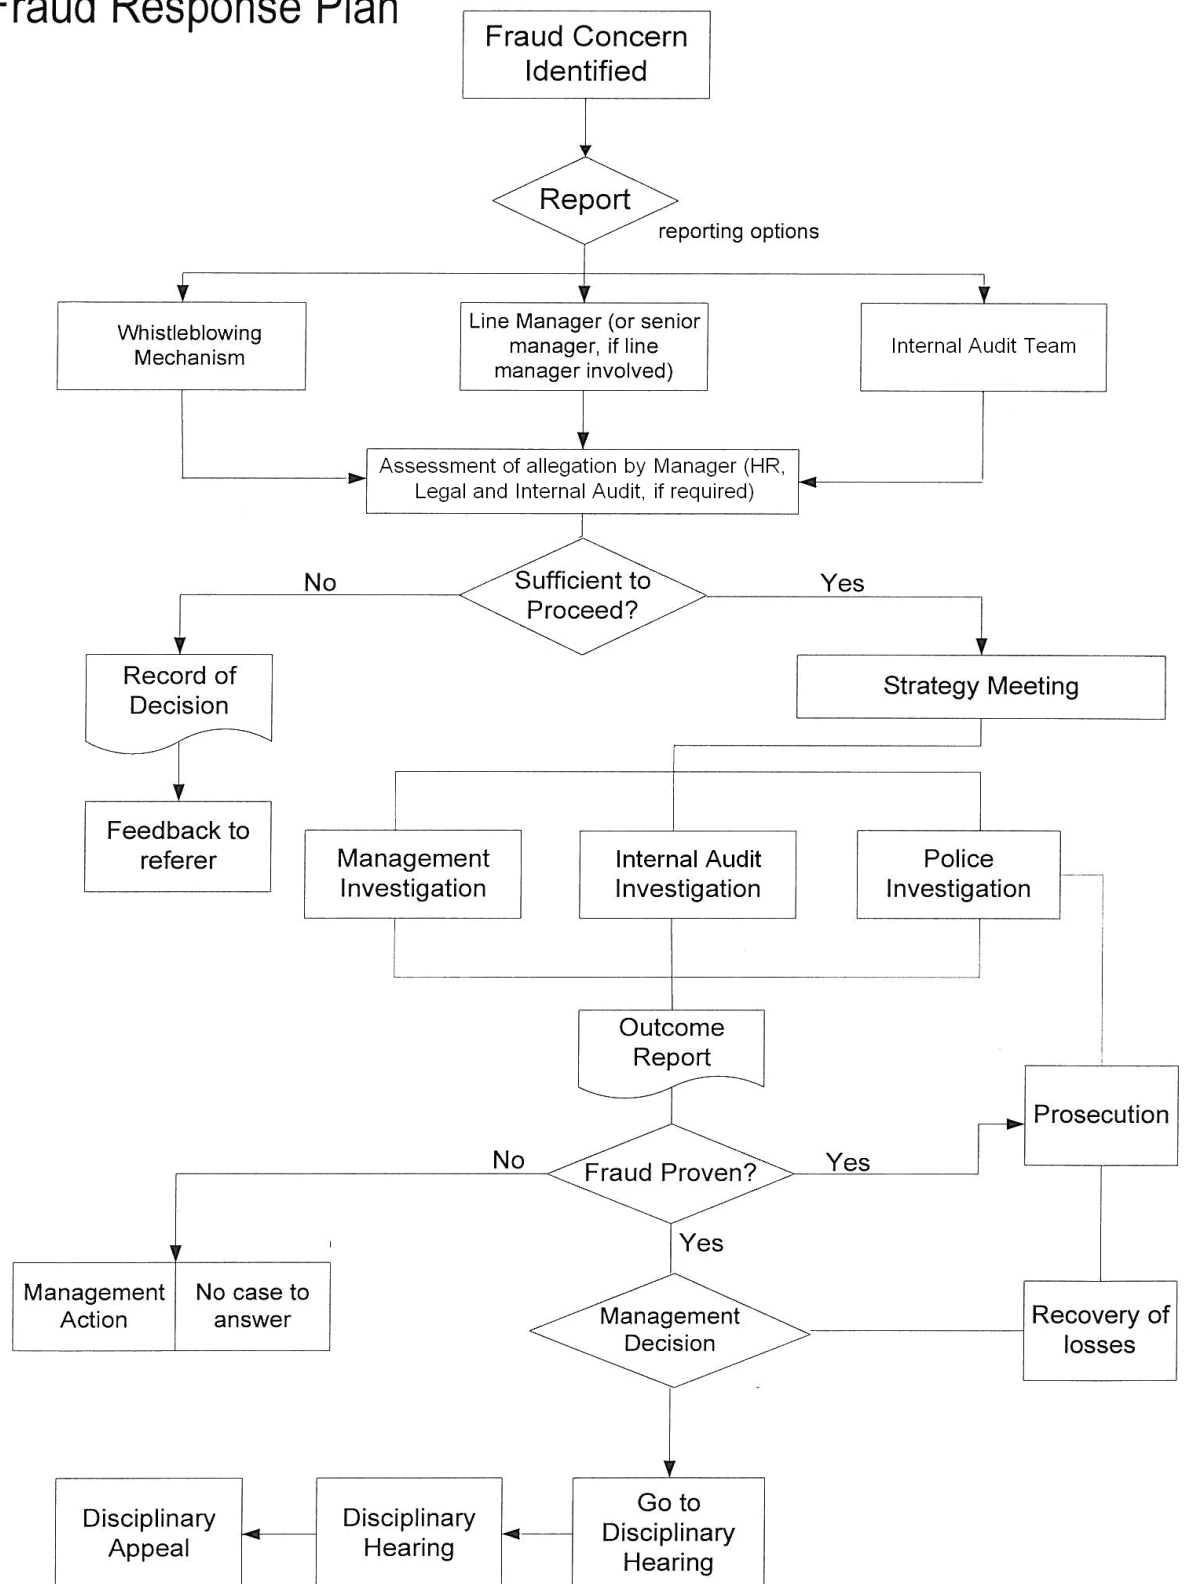 Fraud Response Plan
Fraud Concern
Identified
Report
reporting options
Whistleblowing
Mechanism
Line Manager (or senior
manager, if line
manager involved)
Internal Audit Team
Assessment of allegation by Manager (HR,
Legal and Internal Audit, if required)
Sufficient to
Proceed?
No
Yes
Record of
Decision
Strategy Meeting
Feedback to
referer
Management
Investigation
Internal Audit
Investigation
Police
Investigation
Outcome
Report
Prosecution
Fraud Proven?
No
Yes
Yes
Management
Action
No case to
answer
Management
Decision
Recovery of
losses
Disciplinary
Appeal
Disciplinary
Hearing
Go to
Disciplinary
Hearing